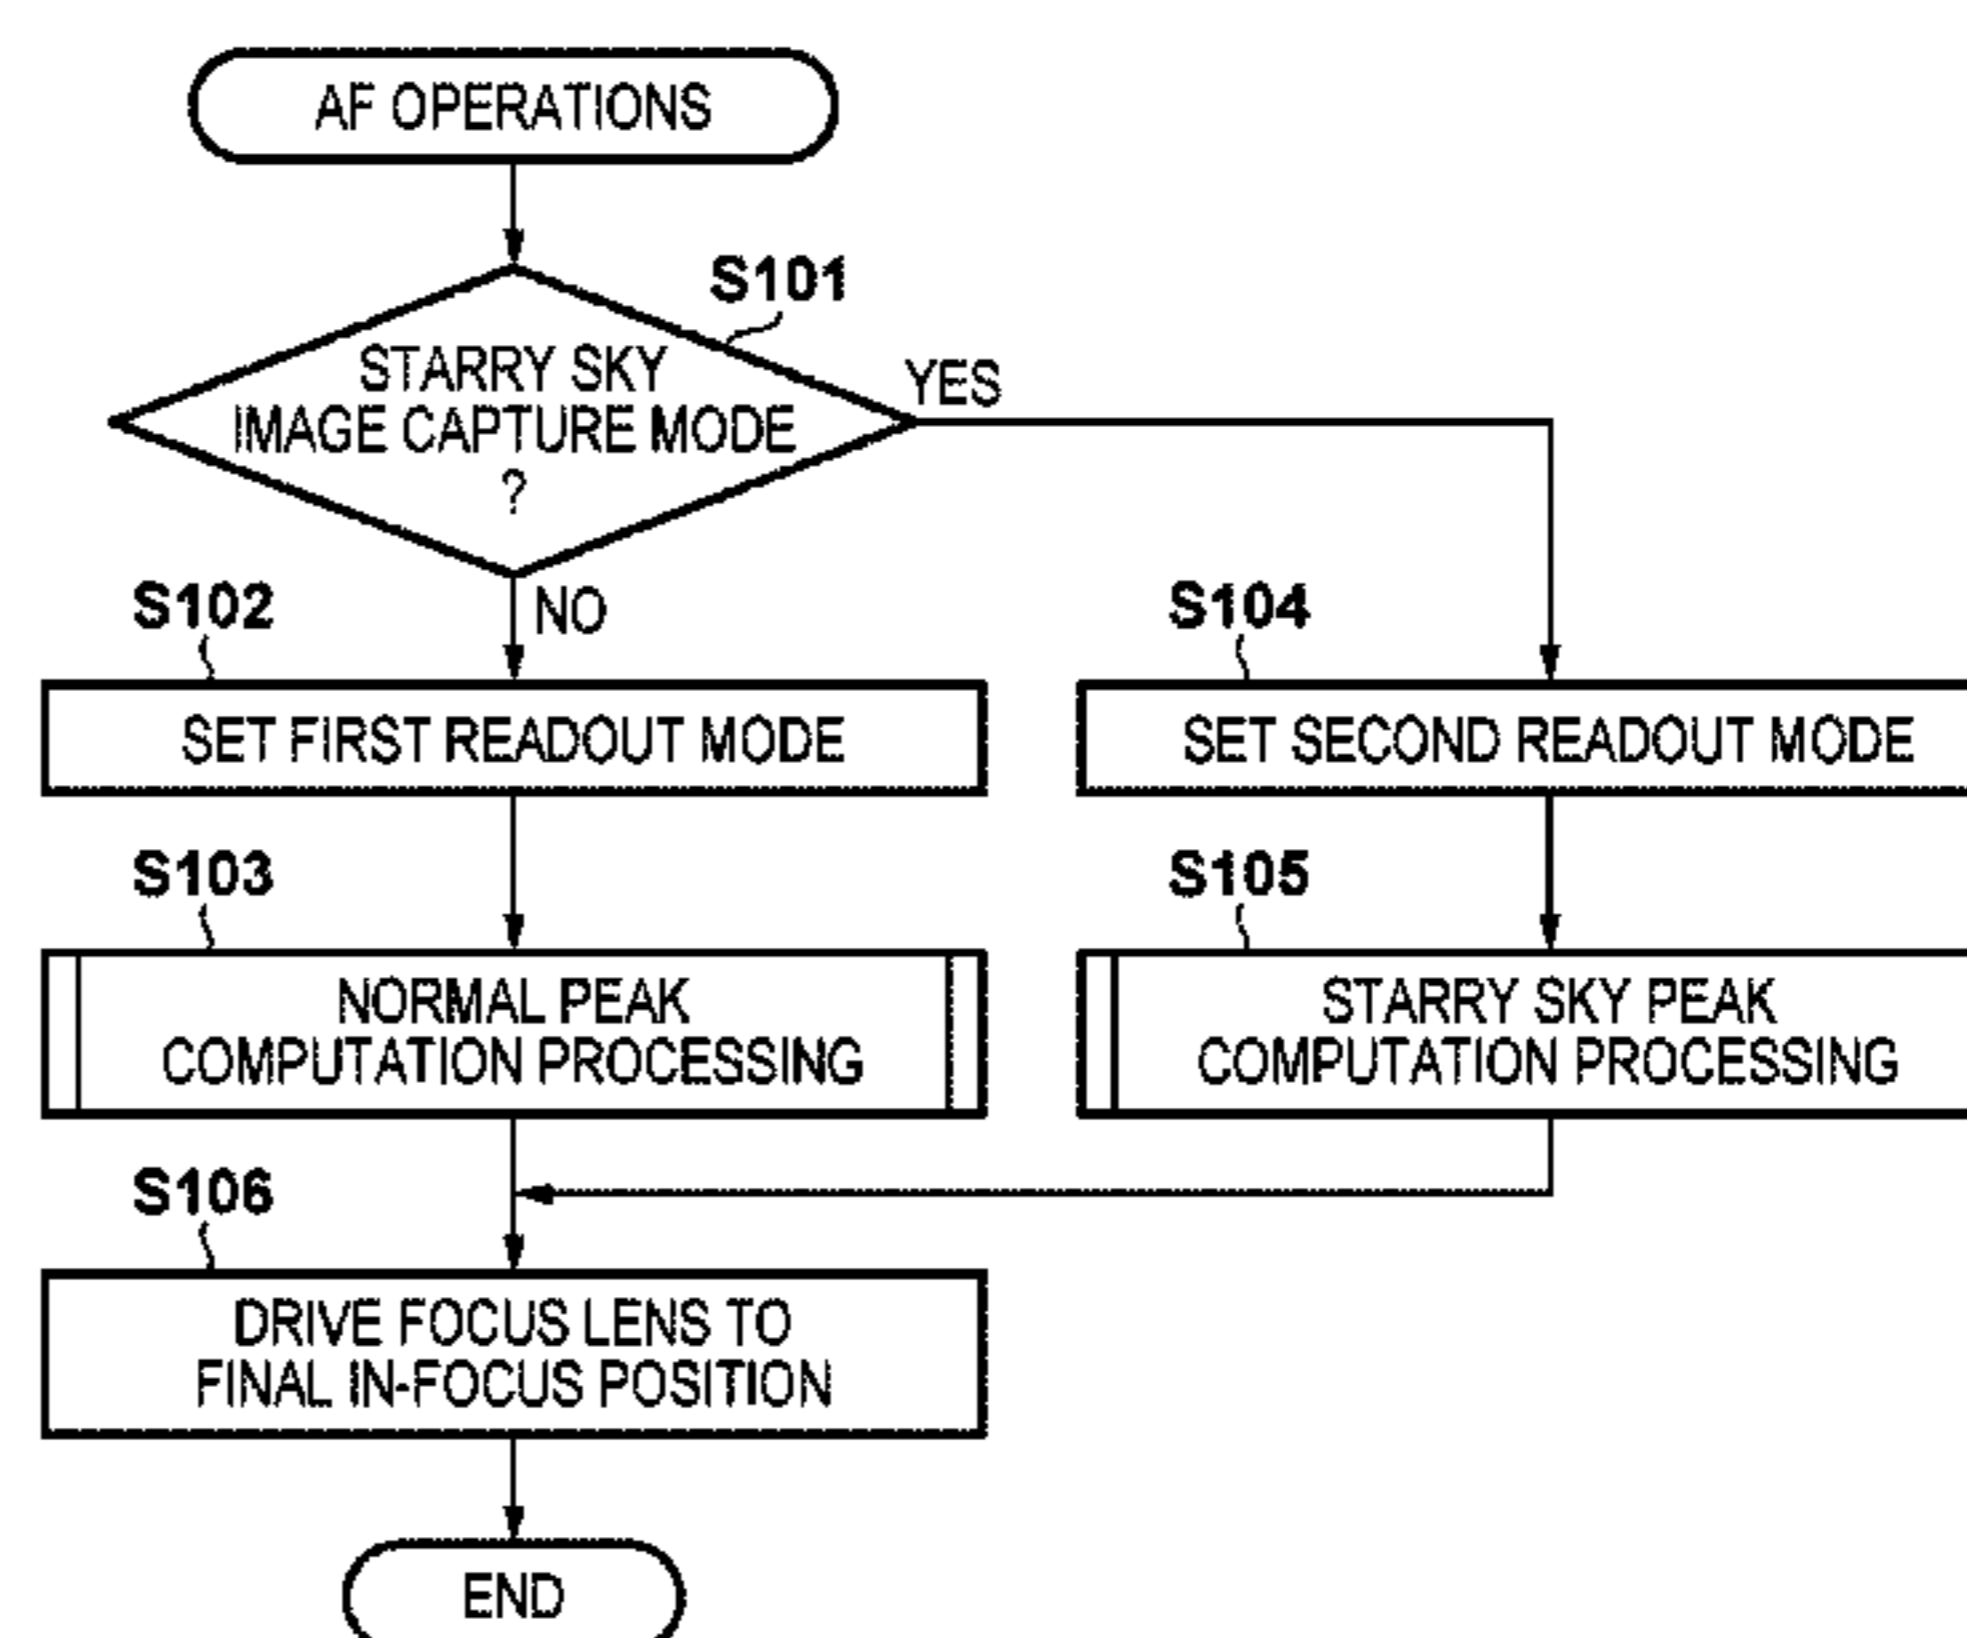 AF OPERATIONS
S101
STARRY SKY
IMAGE CAPTURE MODE
?
YES
NO
S102
SET FIRST READOUT MODE
S104
SET SECOND READOUT MODE
S103
NORMAL PEAK
COMPUTATION PROCESSING
S105
STARRY SKY PEAK
COMPUTATION PROCESSING
S106
DRIVE FOCUS LENS TO
FINAL IN-FOCUS POSITION
END